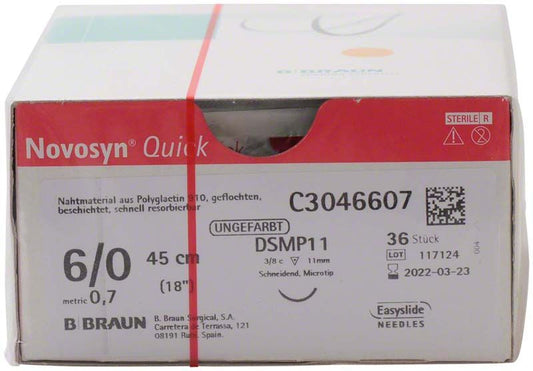 B BRAUN
STERILE R
Novosyn® Quick
Nahtmaterial aus Polyglactin 910, geflochten,
beschichtet, schnell resorbierbar
C3046607
UNGEFARBT
6/0 45 cm
(18")
metric 0,7
DSMP11
3/8 c 11mm
Schneidend, Microtip
36 Stück
LOT 117124
2022-03-23
B BRAUN
B. Braun Surgical, S.A.
Carretera de Terrassa, 121
08191 Rubí. Spain.
Easyslide
NEEDLES